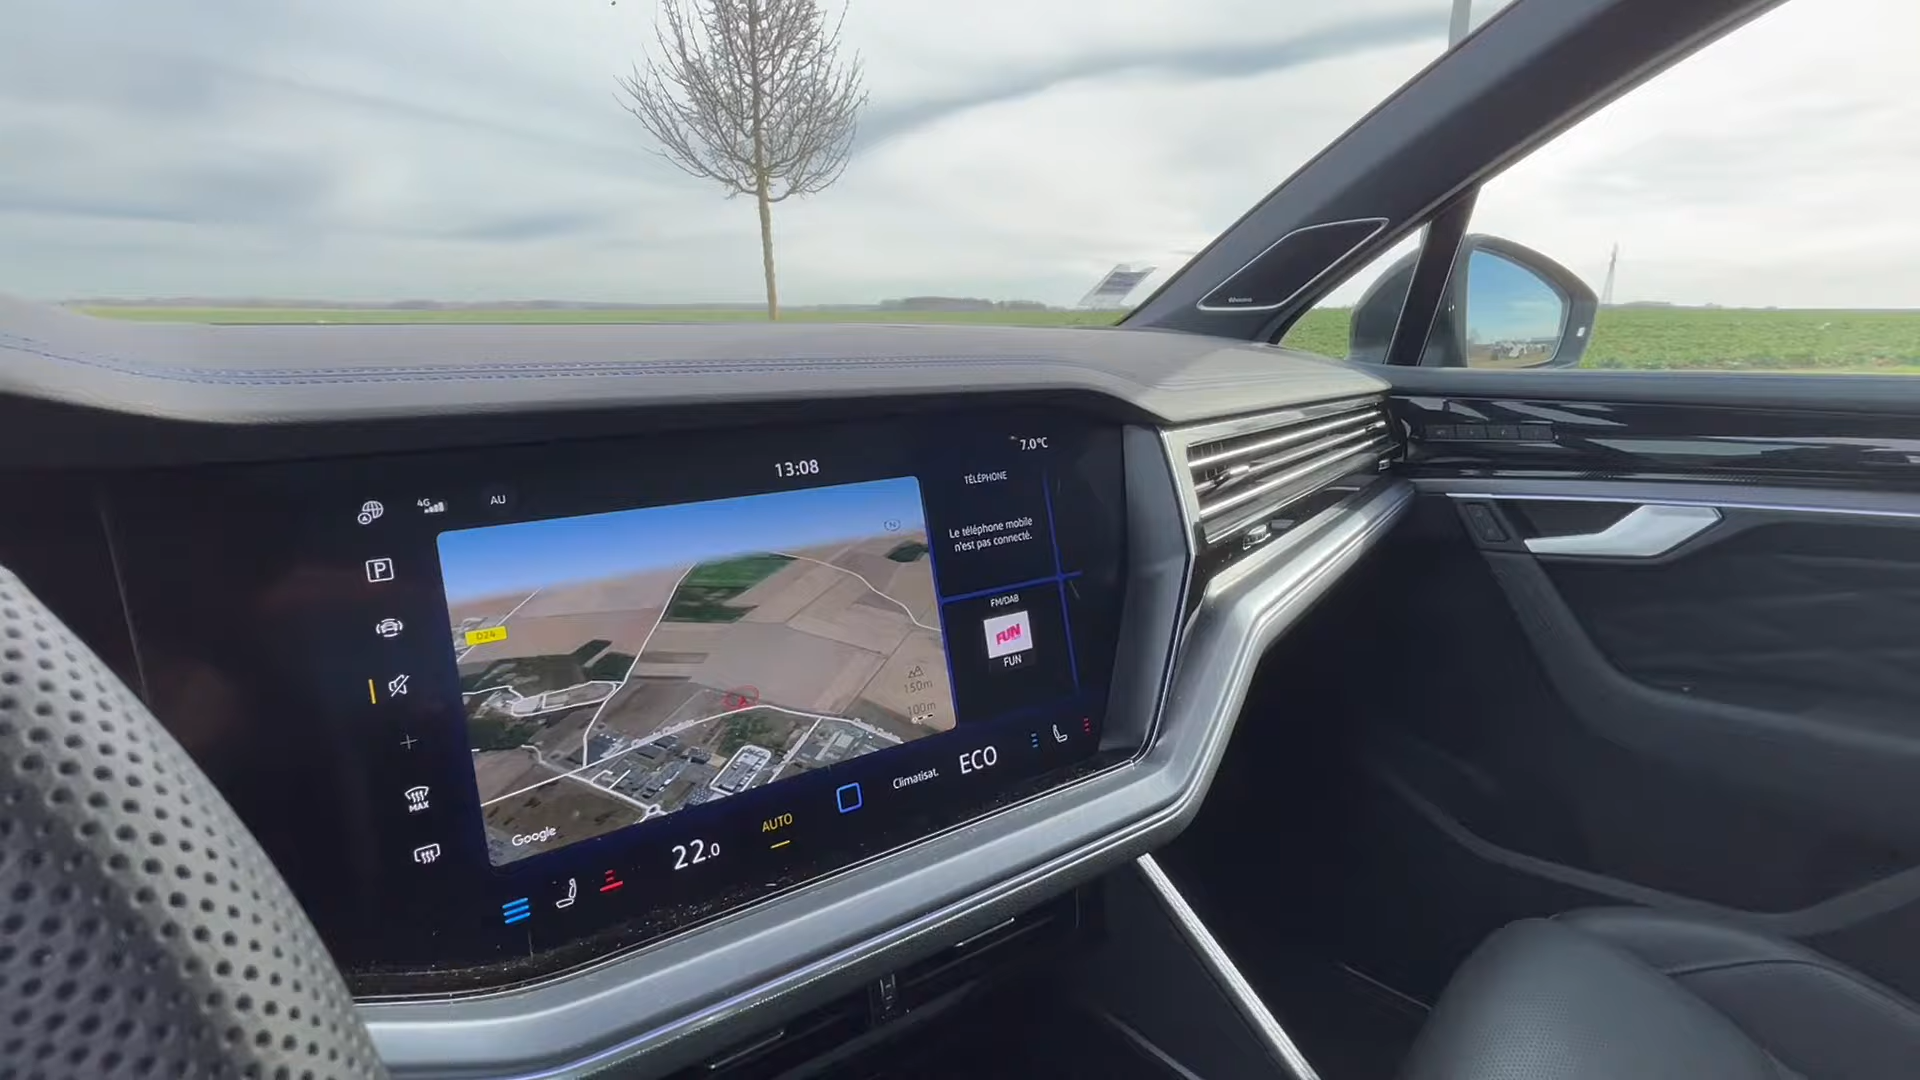 13:08
7.0°C
4G
AU
TÉLÉPHONE
Le téléphone mobile
n'est pas connecté.
P
N
D24
FM/DAB
FUN
FUN
150m
100m
MAX
Google
22.0
AUTO
Climatisat.
ECO